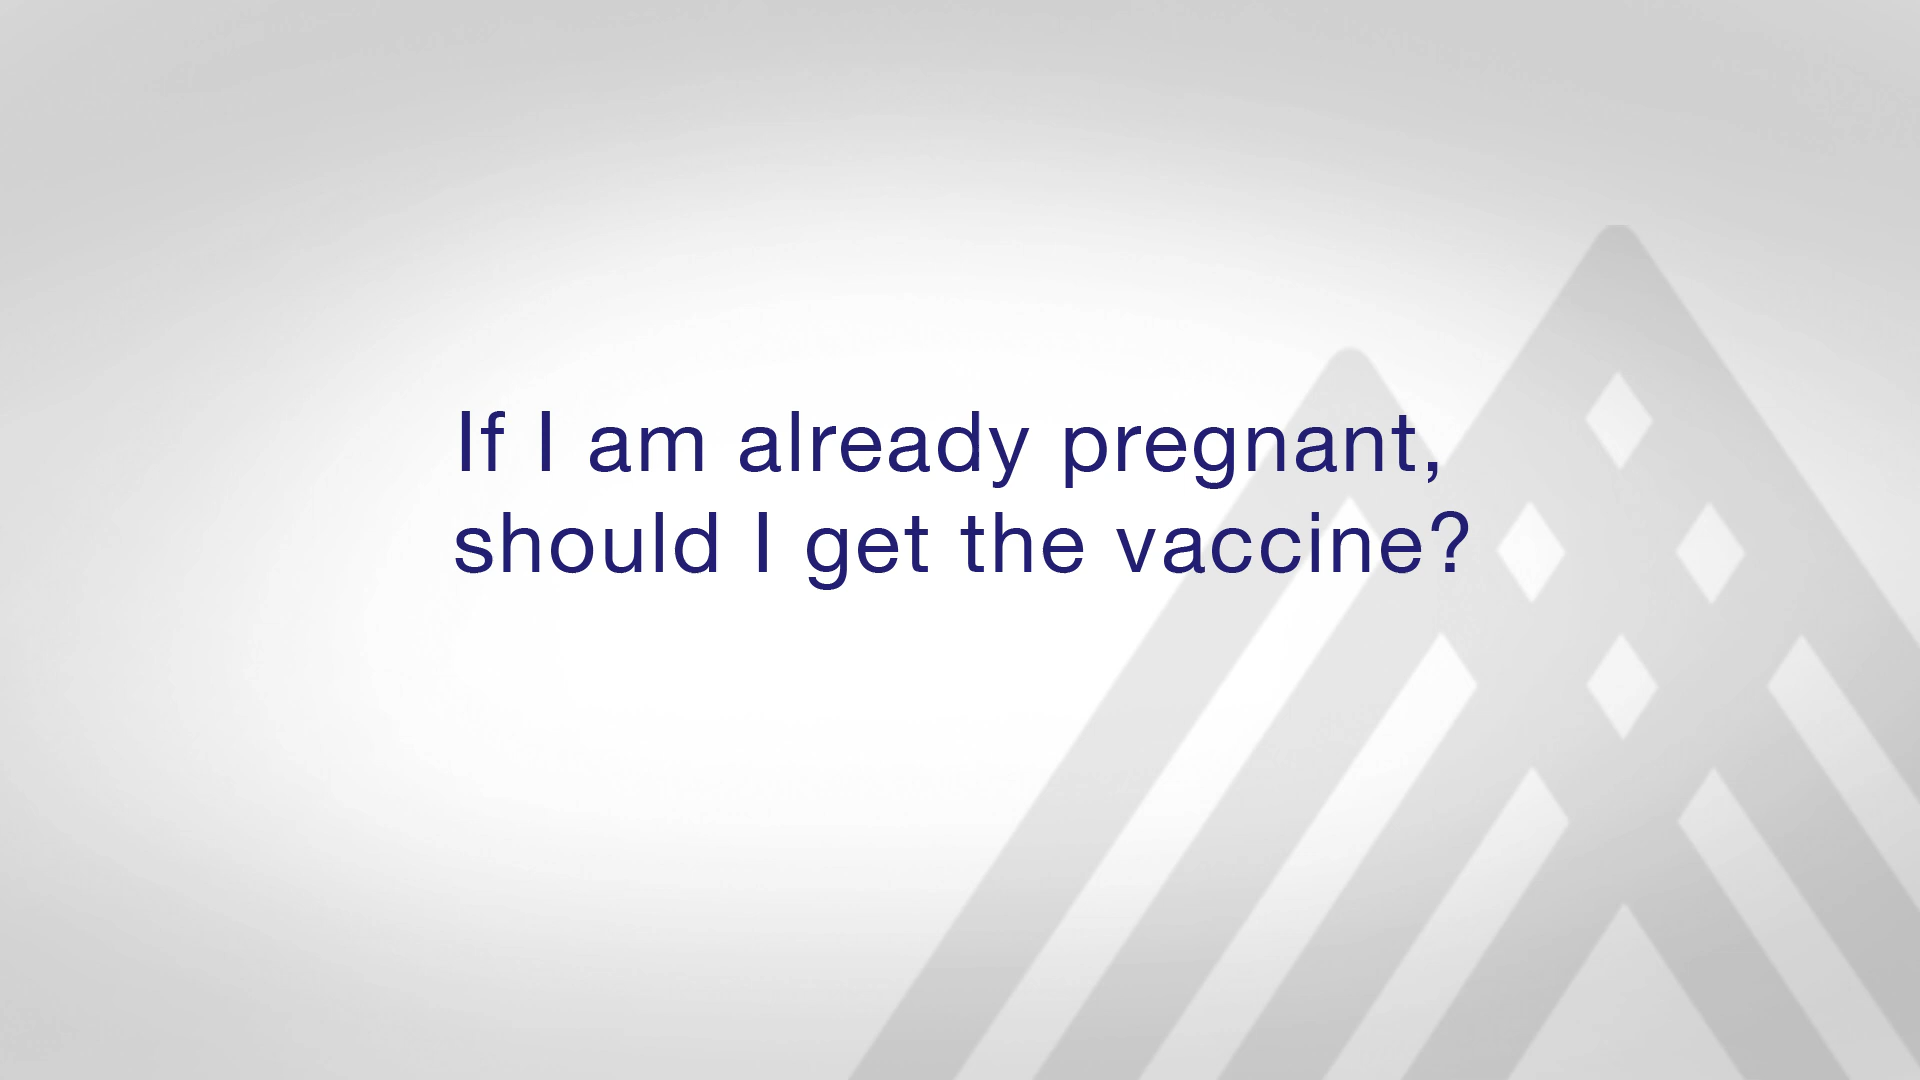 If I am already pregnant,
should I get the vaccine?